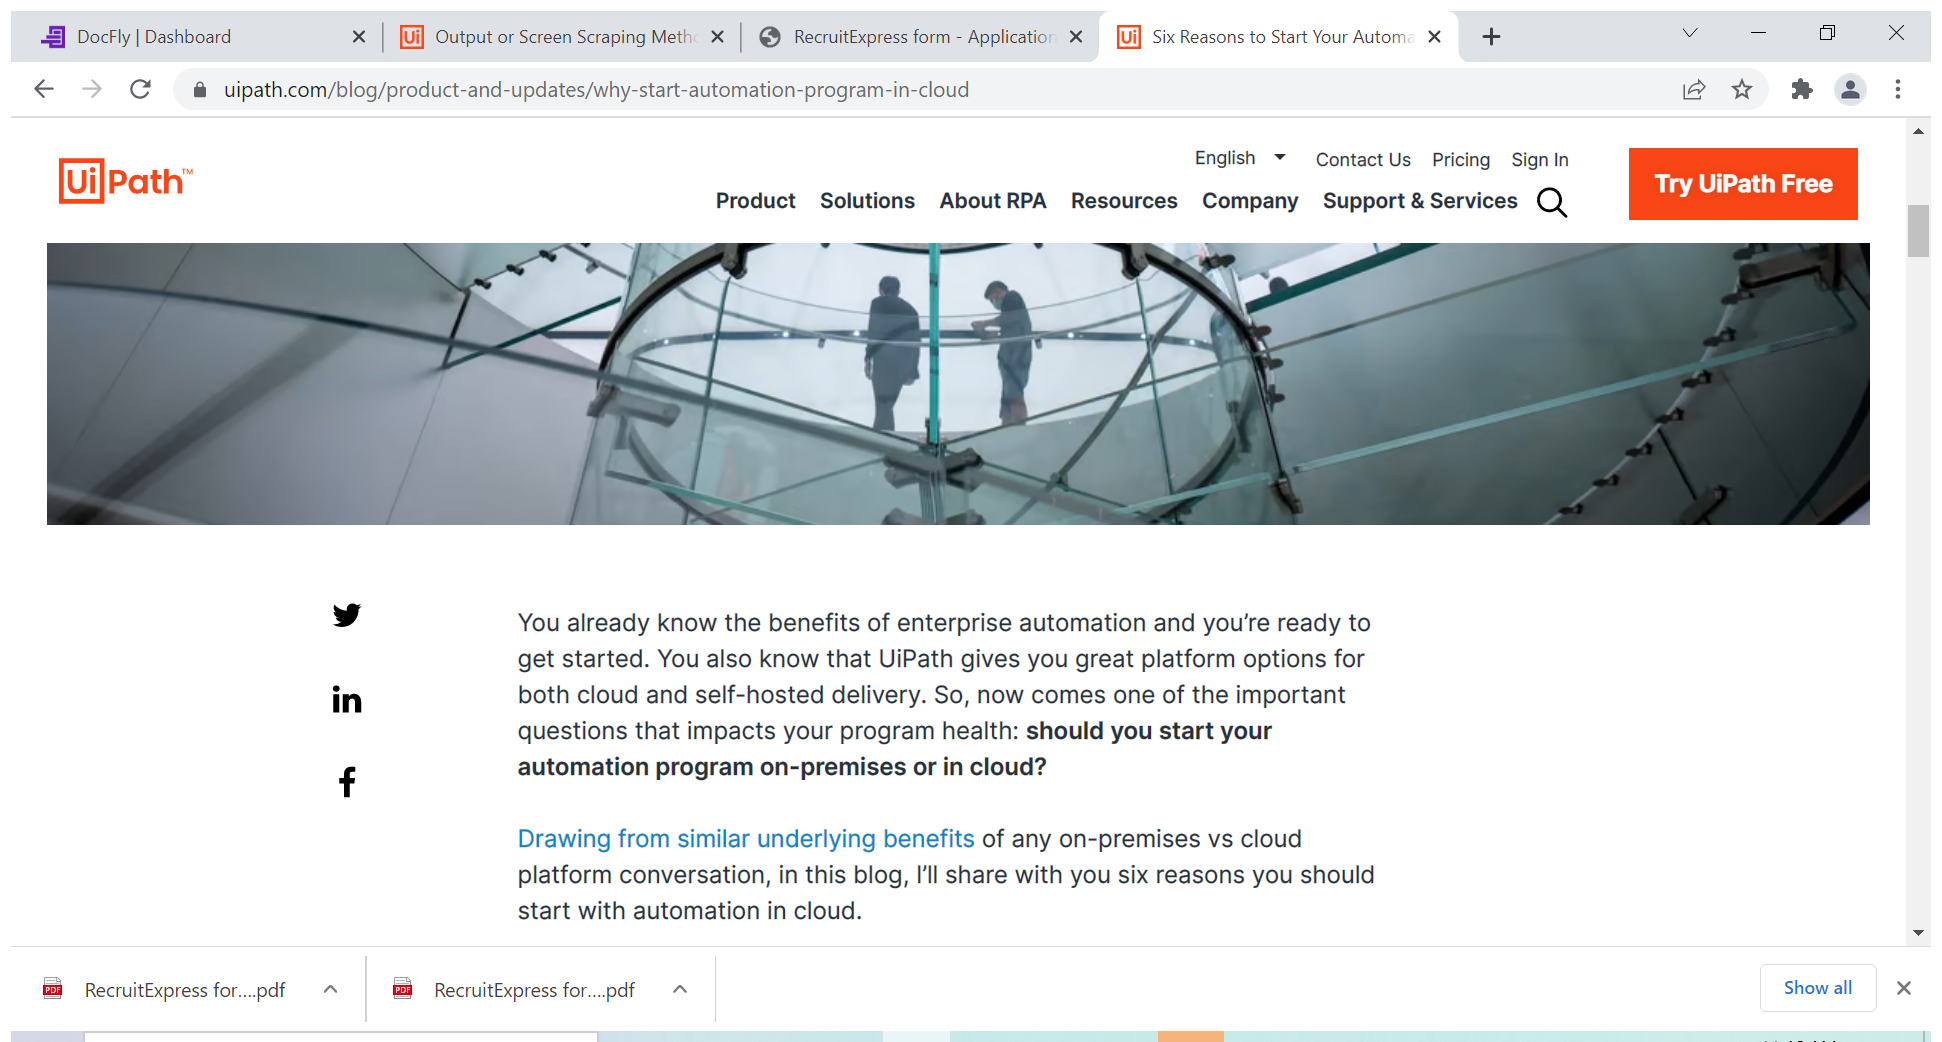 DocFly | Dashboard
Output or Screen Scraping Metho
RecruitExpress form - Application
Six Reasons to Start Your Automa
uipath.com/blog/product-and-updates/why-start-automation-program-in-cloud
English
Contact Us
Pricing
Sign In
Ui Path™
Try UiPath Free
Product
Solutions
About RPA
Resources
Company
Support & Services
You already know the benefits of enterprise automation and you’re ready to
get started. You also know that UiPath gives you great platform options for
both cloud and self-hosted delivery. So, now comes one of the important
questions that impacts your program health: should you start your
automation program on-premises or in cloud?
Drawing from similar underlying benefits of any on-premises vs cloud
platform conversation, in this blog, I’ll share with you six reasons you should
start with automation in cloud.
RecruitExpress for....pdf
RecruitExpress for....pdf
Show all